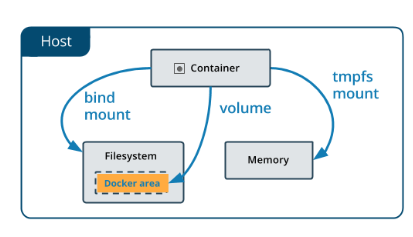 Host
Container
bind
mount
volume
tmpfs
mount
Filesystem
Docker area
Memory